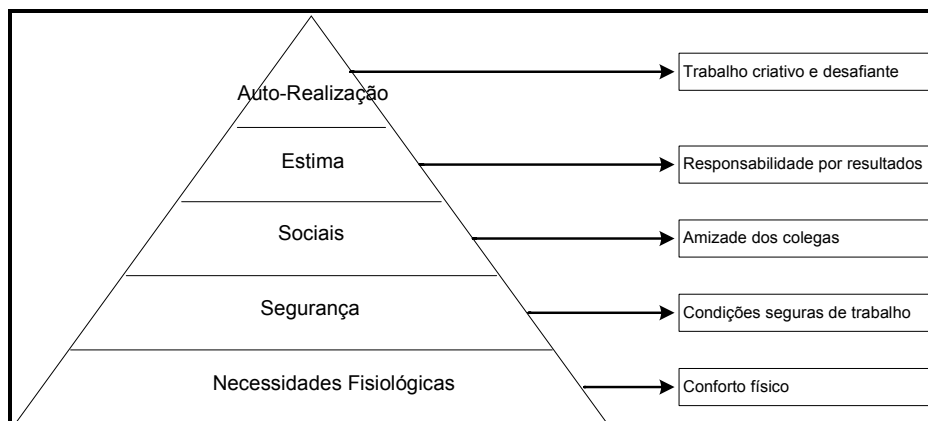 Auto-Realização
Trabalho criativo e desafiante
Estima
Responsabilidade por resultados
Sociais
Amizade dos colegas
Segurança
Condições seguras de trabalho
Necessidades Fisiológicas
Conforto físico